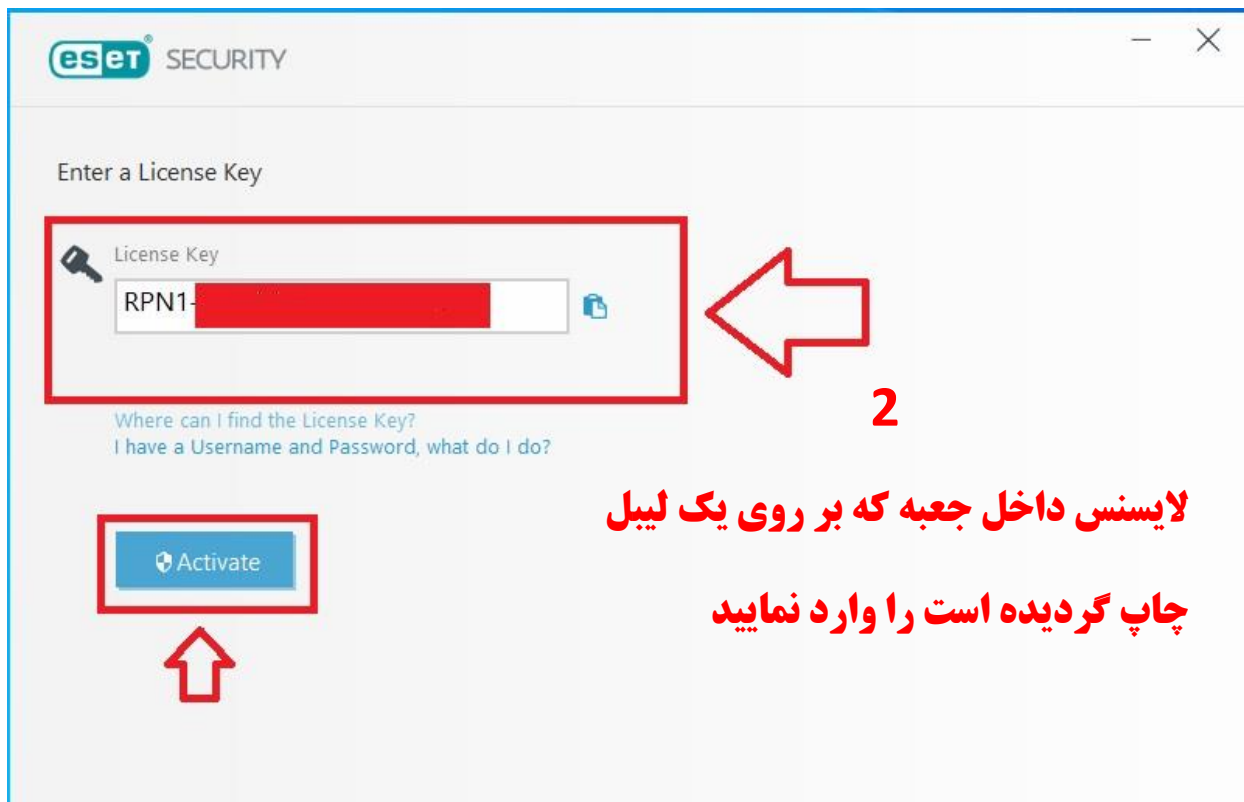 eset® SECURITY
Enter a License Key
License Key
RPN1-
2
Where can I find the License Key?
I have a Username and Password, what do I do?
لایسنس داخل جعبه که بر روی یک لیبل
چاپ گردیده است را وارد نمایید
Activate